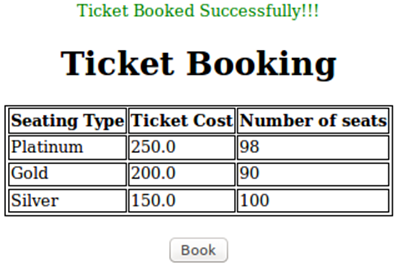 Ticket Booked Successfully!!!
Ticket Booking
Seating Type Ticket Cost Number of seats
Platinum 250.0 98
Gold 200.0 90
Silver 150.0 100
Book